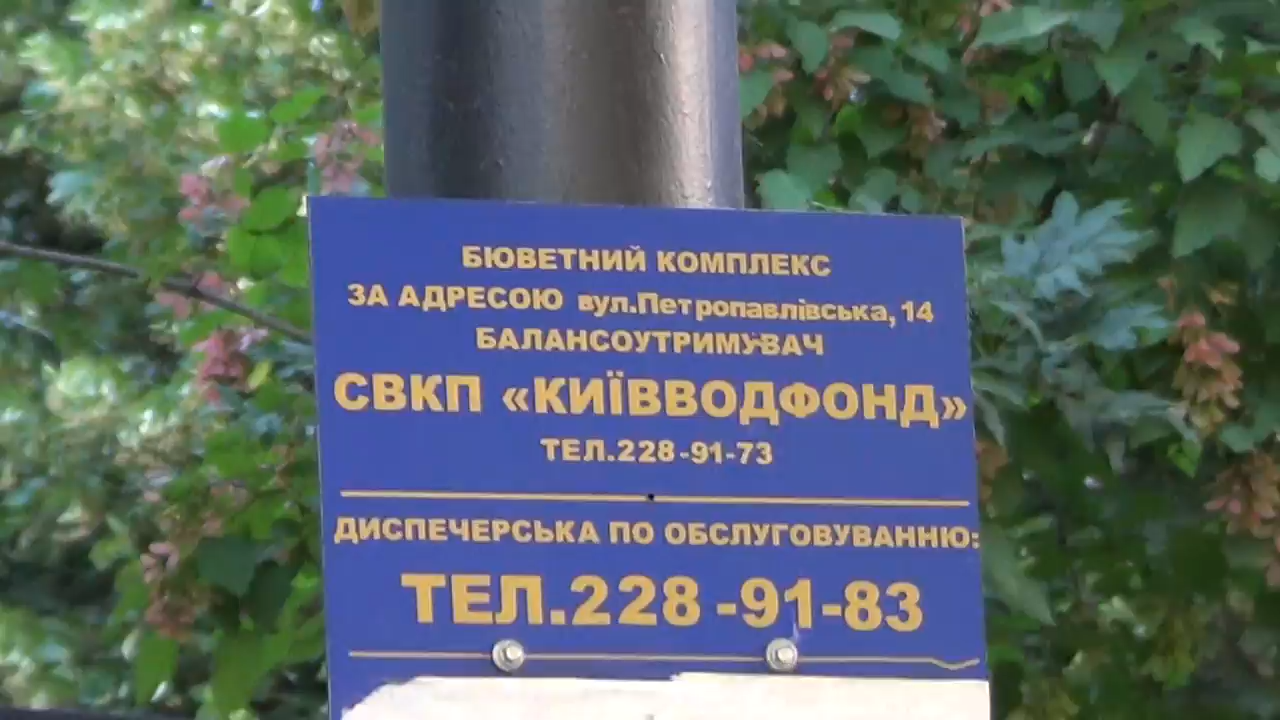 БЮВЕТНИЙ КОМПЛЕКС
ЗА АДРЕСОЮ вул.Петропавлівська, 14
БАЛАНСОУТРИМУВАЧ
СВКП «КИЇВВОДФОНД»
ТЕЛ.228-91-73
ДИСПЕЧЕРСЬКА ПО ОБСЛУГОВУВАННЮ:
ТЕЛ.228-91-83